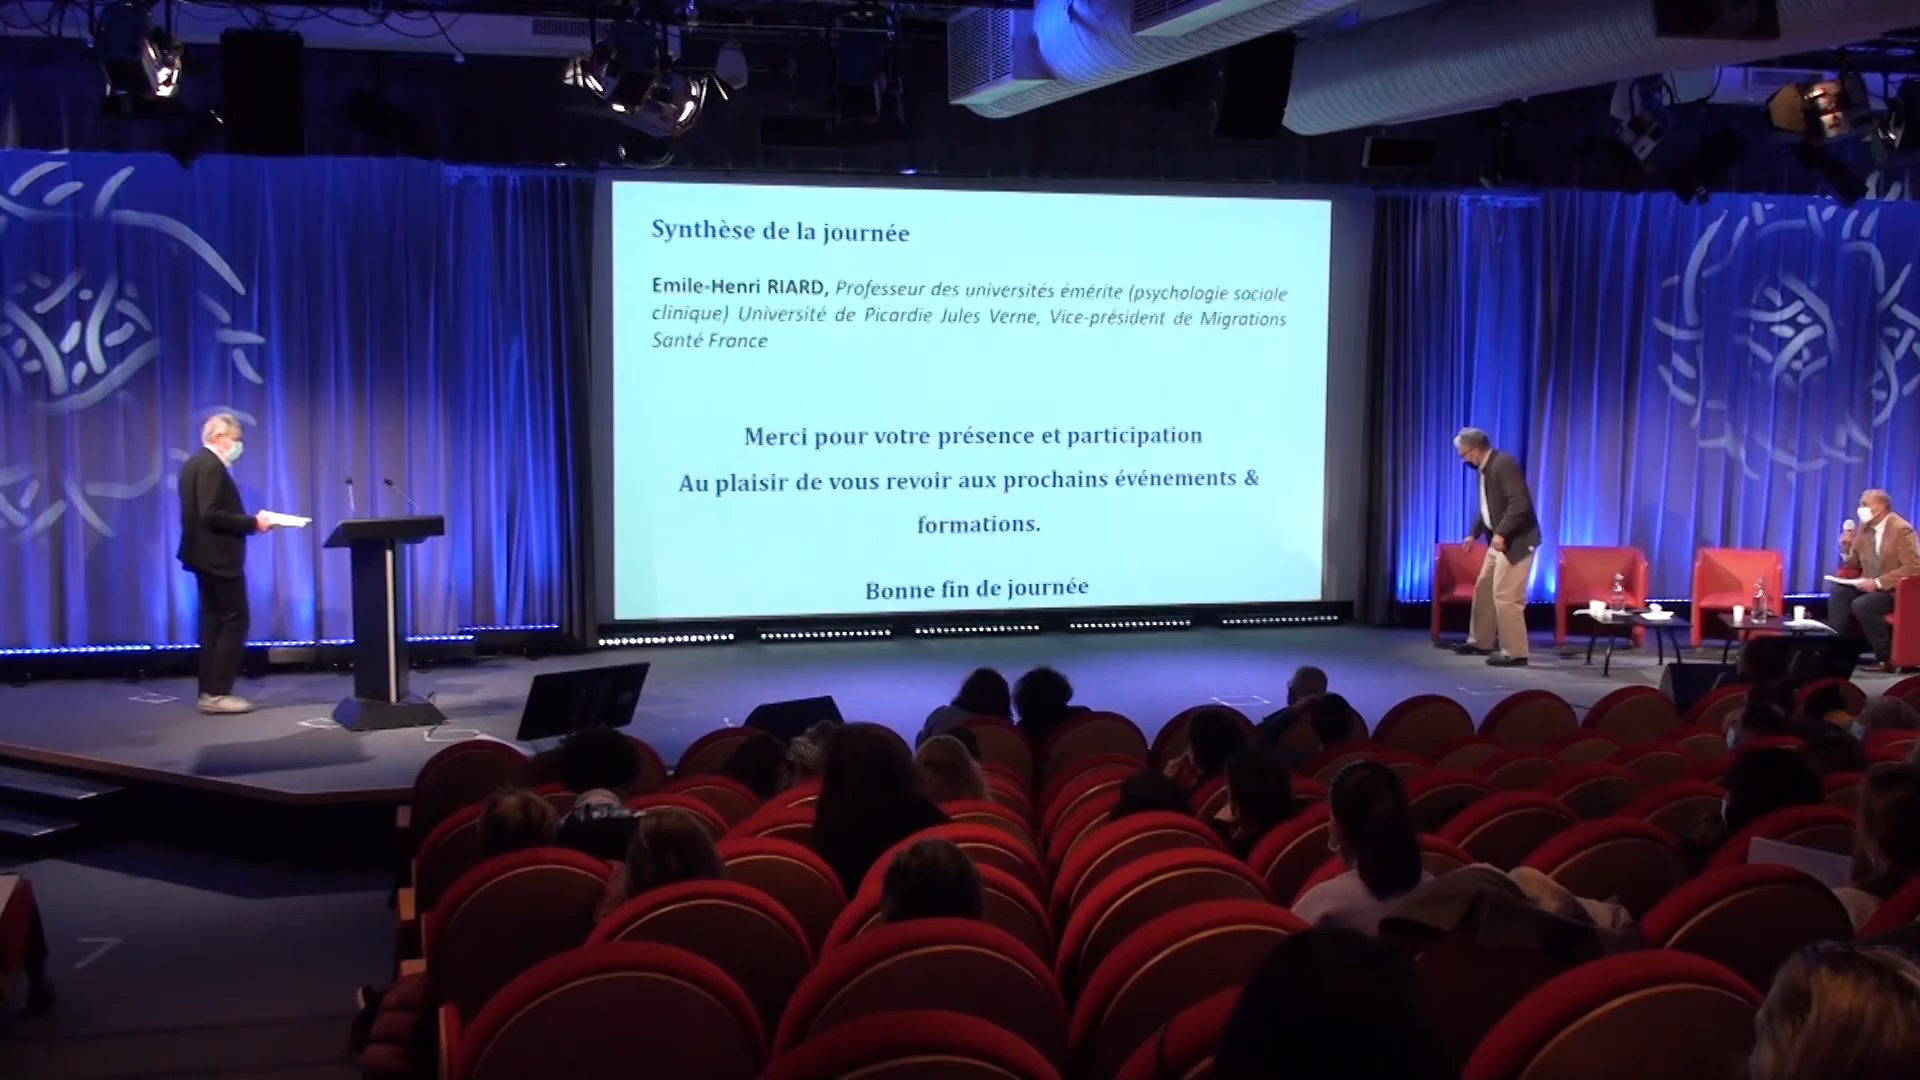 Synthèse de la journée
Emile-Henri RIARD, Professeur des universités émérite (psychologie sociale
clinique) Université de Picardie Jules Verne, Vice-président de Migrations
Santé France
Merci pour votre présence et participation
Au plaisir de vous revoir aux prochains événements &
formations.
Bonne fin de journée